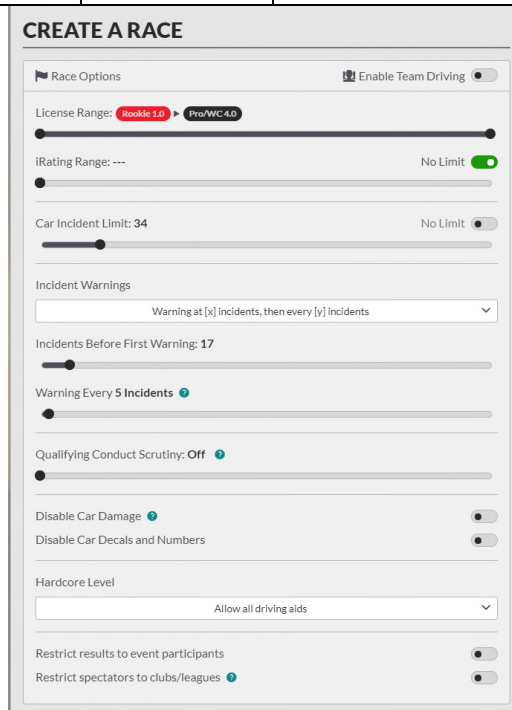 CREATE A RACE
Race Options Enable Team Driving
License Range: Rookie 1.0 Pro/WC 4.0
iRating Range: --- No Limit
Car Incident Limit: 34 No Limit
Incident Warnings
Warning at [x] incidents, then every [y] incidents
Incidents Before First Warning: 17
Warning Every 5 Incidents ?
Qualifying Conduct Scrutiny: Off ?
Disable Car Damage ?
Disable Car Decals and Numbers
Hardcore Level
Allow all driving aids
Restrict results to event participants
Restrict spectators to clubs/leagues ?